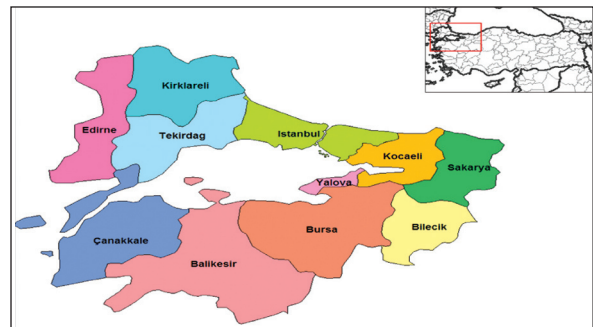 Kirklareli
Edirne
Tekirdag
Istanbul
Kocaeli
Sakarya
Yalova
Çanakkale
Bursa
Bilecik
Balikesir